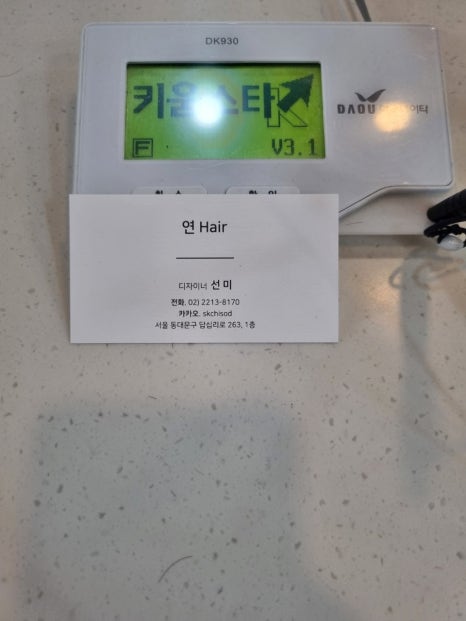 DK930
키움스타K
F
V3.1
DAOU
취 소
확 인
연 Hair
디자이너 선미
전화. 02) 2213-8170
카카오. skchisod
서울 동대문구 답십리로 263, 1층